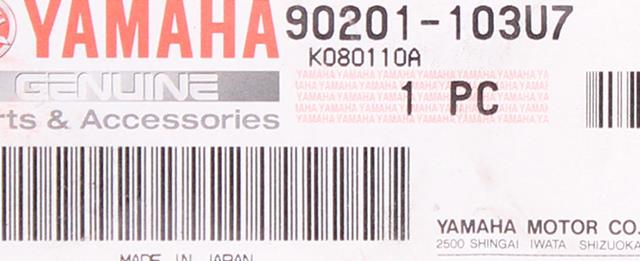 YAMAHA 90201-103U7
K080110A
GENUINE
rts & Accessories
1 PC
YAMAHA MOTOR CO.
2500 SHINGAI IWATA SHIZUOKA
MADE IN JAPAN